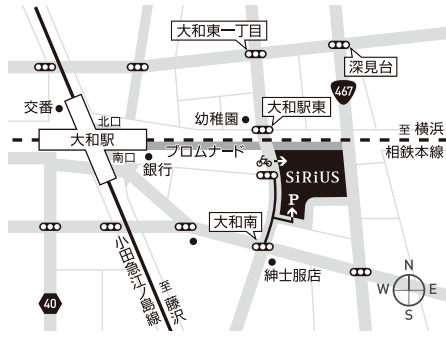 大和東一丁目
深見台
467
交番
北口
幼稚園
大和駅東
至 横浜
大和駅
相鉄本線
南口
プロムナード
銀行
SiRiUS
P
大和南
小田急江ノ島線
至 藤沢
紳士服店
40
N
W E
S